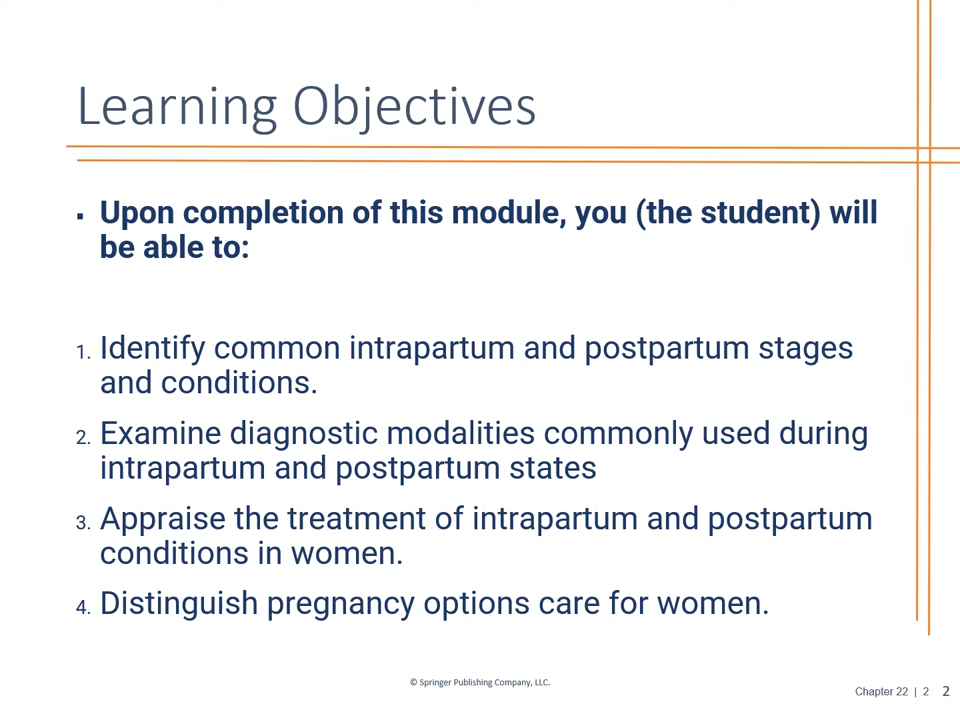 Learning Objectives
▪ Upon completion of this module, you (the student) will
be able to:
1. Identify common intrapartum and postpartum stages
and conditions.
2. Examine diagnostic modalities commonly used during
intrapartum and postpartum states
3. Appraise the treatment of intrapartum and postpartum
conditions in women.
4. Distinguish pregnancy options care for women.
© Springer Publishing Company, LLC.
Chapter 22 | 2 2